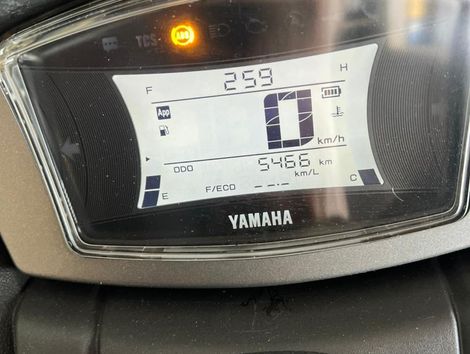 TCS ABS
F 259 H
App
0 km/h
ODO 5466 km
E F/ECO --.- km/L C
YAMAHA